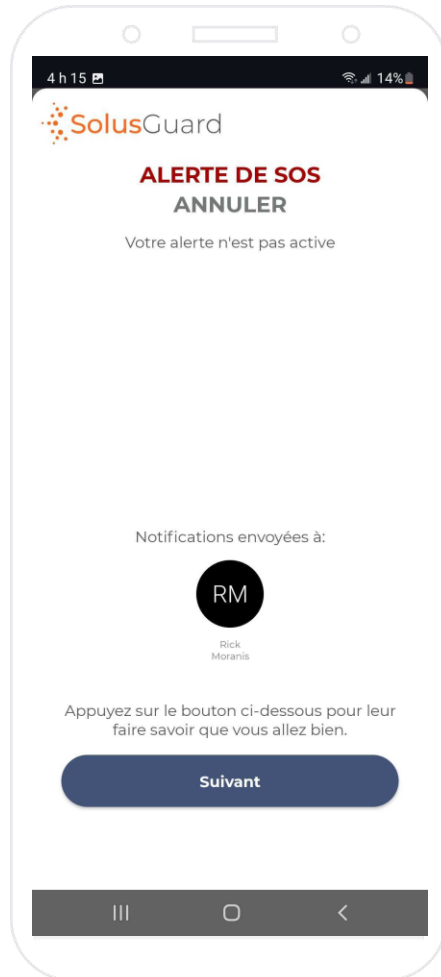 4 h 15
14%
SolusGuard
ALERTE DE SOS
ANNULER
Votre alerte n'est pas active
Notifications envoyées à:
RM
Rick
Moranis
Appuyez sur le bouton ci-dessous pour leur
faire savoir que vous allez bien.
Suivant